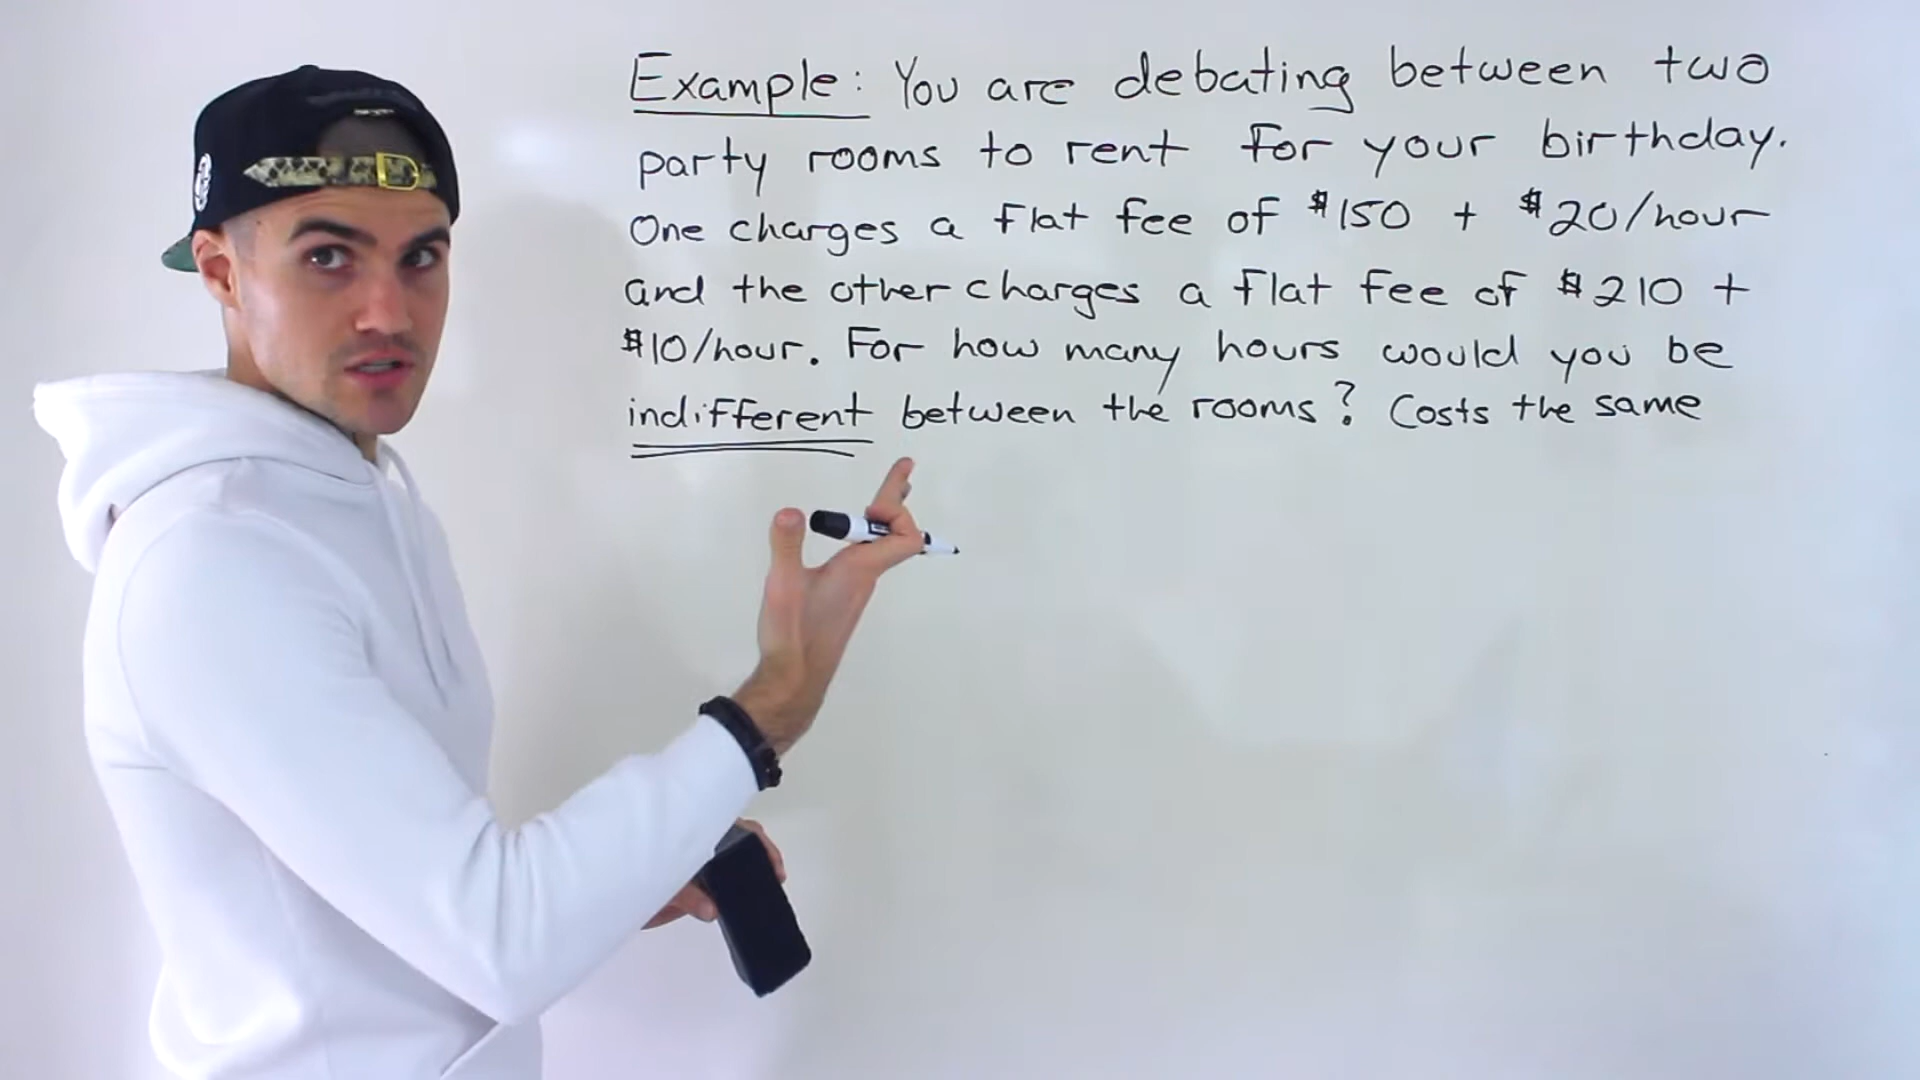 Example: You are debating between two
party rooms to rent for your birthday.
One charges a flat fee of $150 + $20/hour
and the other charges a flat fee of $210 +
$10/hour. For how many hours would you be
indifferent between the rooms? Costs the same